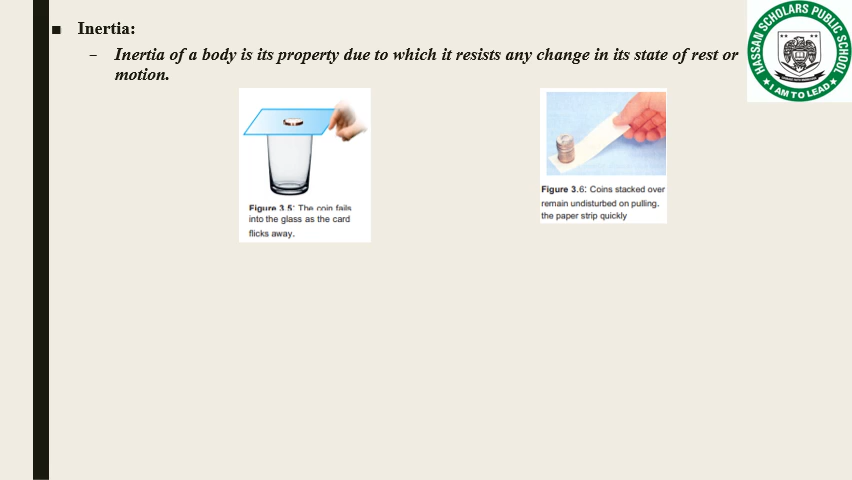 Inertia:
– Inertia of a body is its property due to which it resists any change in its state of rest or
motion.
HASSAN SCHOLARS PUBLIC SCHOOL
★ I AM TO LEAD ★
Figure 3.5: The coin falls
into the glass as the card
flicks away.
Figure 3.6: Coins stacked over
remain undisturbed on pulling,
the paper strip quickly